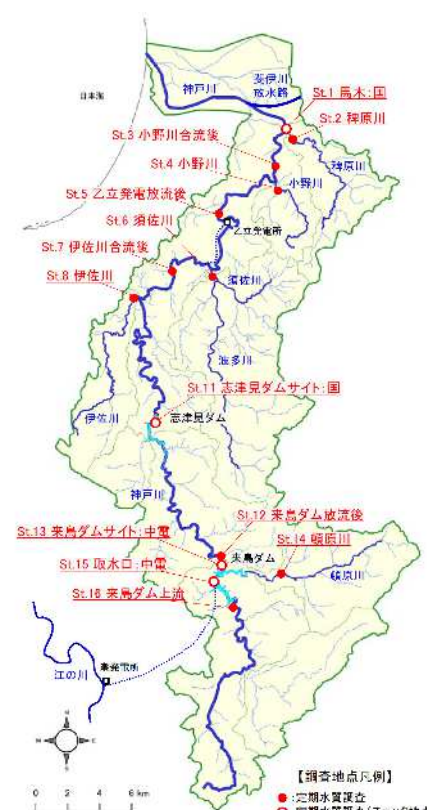 日本海
神戸川
斐伊川
放水路
St.1 馬木:国
St.2 稗原川
St.3 小野川合流後
St.4 小野川
稗原川
小野川
St.5 乙立発電放流後
乙立発電所
St.6 須佐川
St.7 伊佐川合流後
St.8 伊佐川
須佐川
波多川
St.11 志津見ダムサイト:国
伊佐川
志津見ダム
神戸川
St.12 来島ダム放流後
St.13 来島ダムサイト:中電
来島ダム
St.14 頓原川
St.15 取水口:中電
頓原川
St.16 来島ダム上流
江の川
発電所
N
W
E
S
0 2 4 6 km
【調査地点凡例】
:定期水質調査